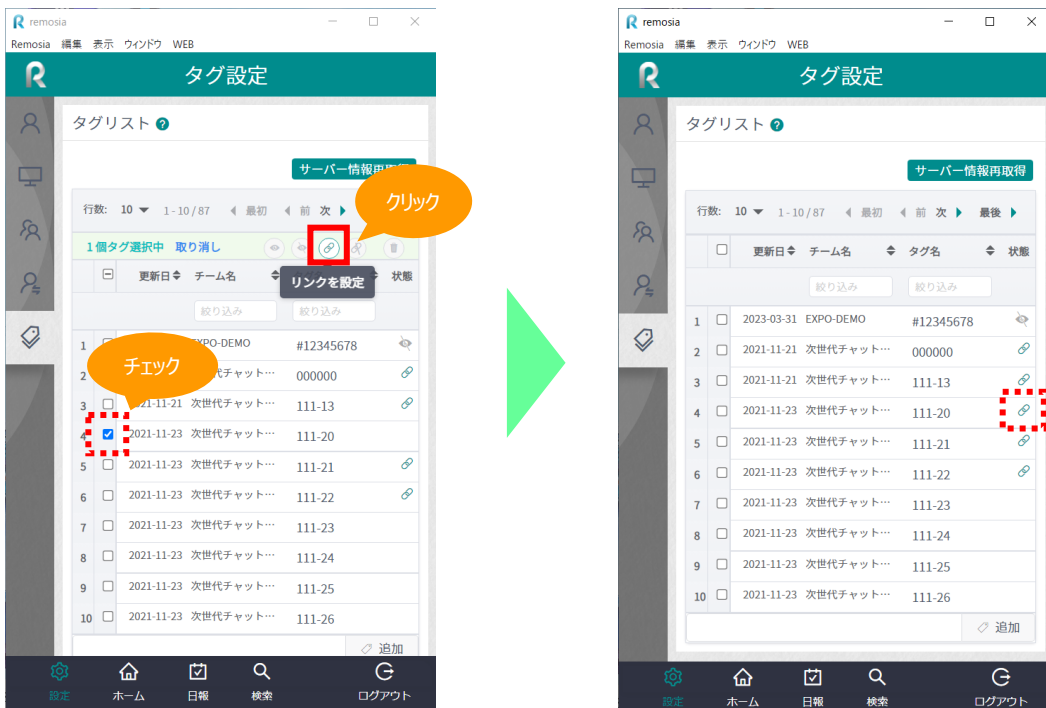 remosia
Remosia 編集 表示 ウィンドウ WEB
タグ設定
タグリスト
サーバー情報再取得
クリック
行数: 10 1 - 10 / 87 最初 前 次
1 個タグ選択中 取り消し
リンクを設定
更新日 チーム名 状態
絞り込み 絞り込み
チェック
1 EXPO-DEMO #12345678
2 代チャット… 000000
3 2021-11-21 次世代チャット… 111-13
4 2021-11-23 次世代チャット… 111-20
5 2021-11-23 次世代チャット… 111-21
6 2021-11-23 次世代チャット… 111-22
7 2021-11-23 次世代チャット… 111-23
8 2021-11-23 次世代チャット… 111-24
9 2021-11-23 次世代チャット… 111-25
10 2021-11-23 次世代チャット… 111-26
追加
設定 ホーム 日報 検索 ログアウト
remosia
Remosia 編集 表示 ウィンドウ WEB
タグ設定
タグリスト
サーバー情報再取得
行数: 10 1 - 10 / 87 最初 前 次 最後
更新日 チーム名 タグ名 状態
絞り込み 絞り込み
1 2023-03-31 EXPO-DEMO #12345678
2 2021-11-21 次世代チャット… 000000
3 2021-11-21 次世代チャット… 111-13
4 2021-11-23 次世代チャット… 111-20
5 2021-11-23 次世代チャット… 111-21
6 2021-11-23 次世代チャット… 111-22
7 2021-11-23 次世代チャット… 111-23
8 2021-11-23 次世代チャット… 111-24
9 2021-11-23 次世代チャット… 111-25
10 2021-11-23 次世代チャット… 111-26
追加
設定 ホーム 日報 検索 ログアウト